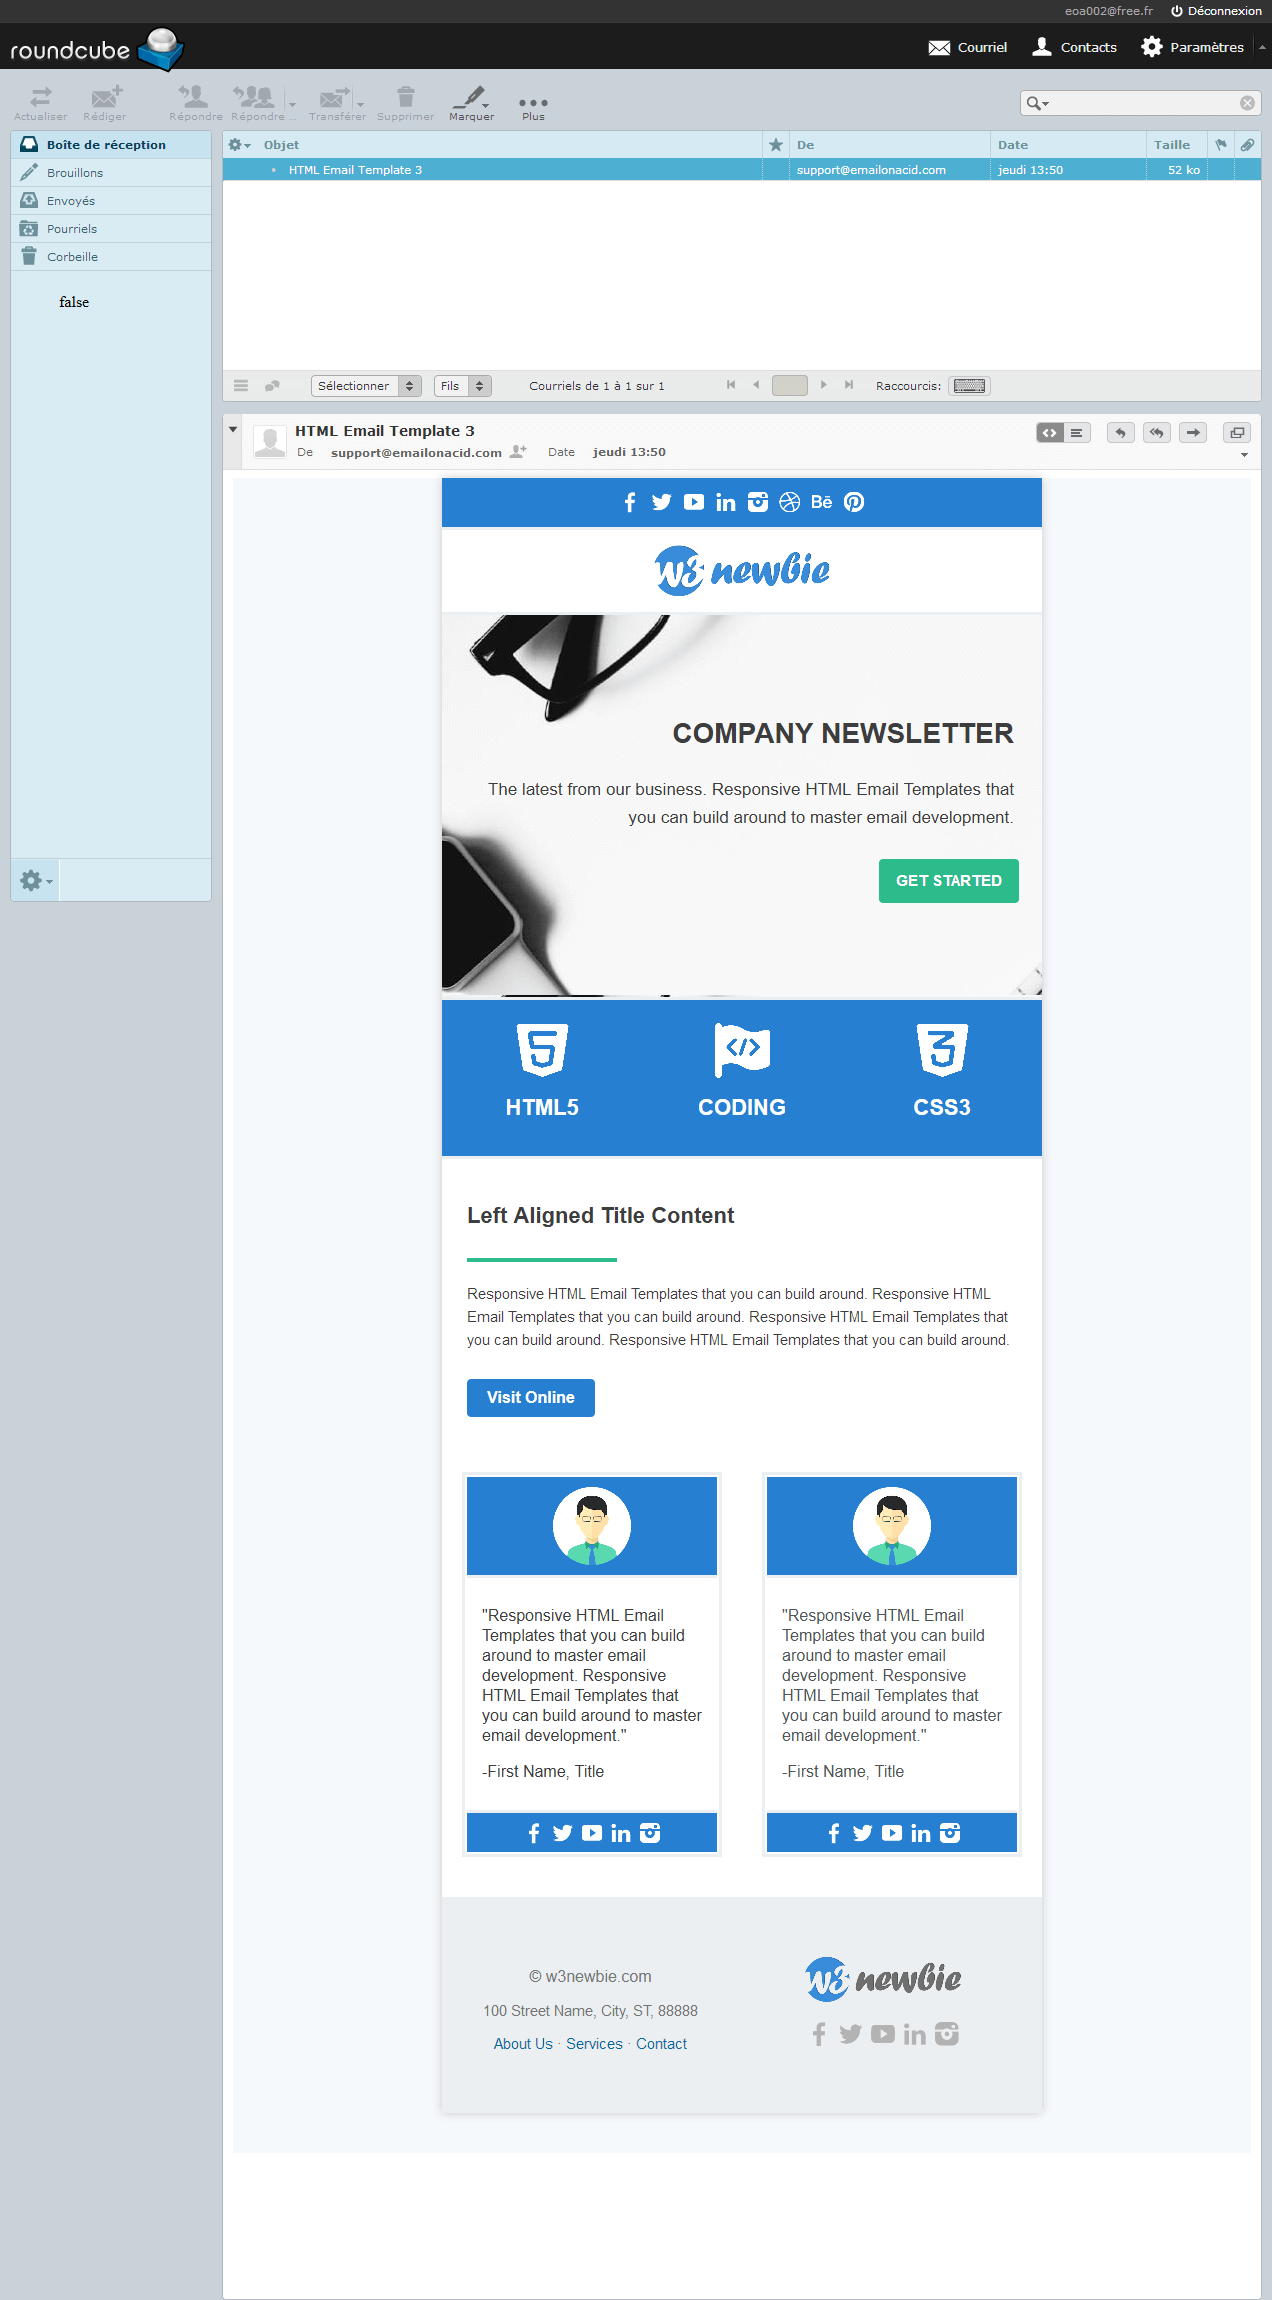 eoa002@free.fr Déconnexion
roundcube
Courriel Contacts Paramètres
Actualiser Rédiger Répondre Répondre ... Transférer Supprimer Marquer Plus
Boîte de réception
Brouillons
Envoyés
Pourriels
Corbeille
false
Objet De Date Taille
HTML Email Template 3 support@emailonacid.com jeudi 13:50 52 ko
Sélectionner Fils Courriels de 1 à 1 sur 1 Raccourcis:
HTML Email Template 3
De support@emailonacid.com Date jeudi 13:50
Bē
w3 newbie
COMPANY NEWSLETTER
The latest from our business. Responsive HTML Email Templates that
you can build around to master email development.
GET STARTED
HTML5 CODING CSS3
Left Aligned Title Content
Responsive HTML Email Templates that you can build around. Responsive HTML
Email Templates that you can build around. Responsive HTML Email Templates that
you can build around. Responsive HTML Email Templates that you can build around.
Visit Online
"Responsive HTML Email
Templates that you can build
around to master email
development. Responsive
HTML Email Templates that
you can build around to master
email development."
-First Name, Title
"Responsive HTML Email
Templates that you can build
around to master email
development. Responsive
HTML Email Templates that
you can build around to master
email development."
-First Name, Title
© w3newbie.com
100 Street Name, City, ST, 88888
About Us · Services · Contact
w3 newbie